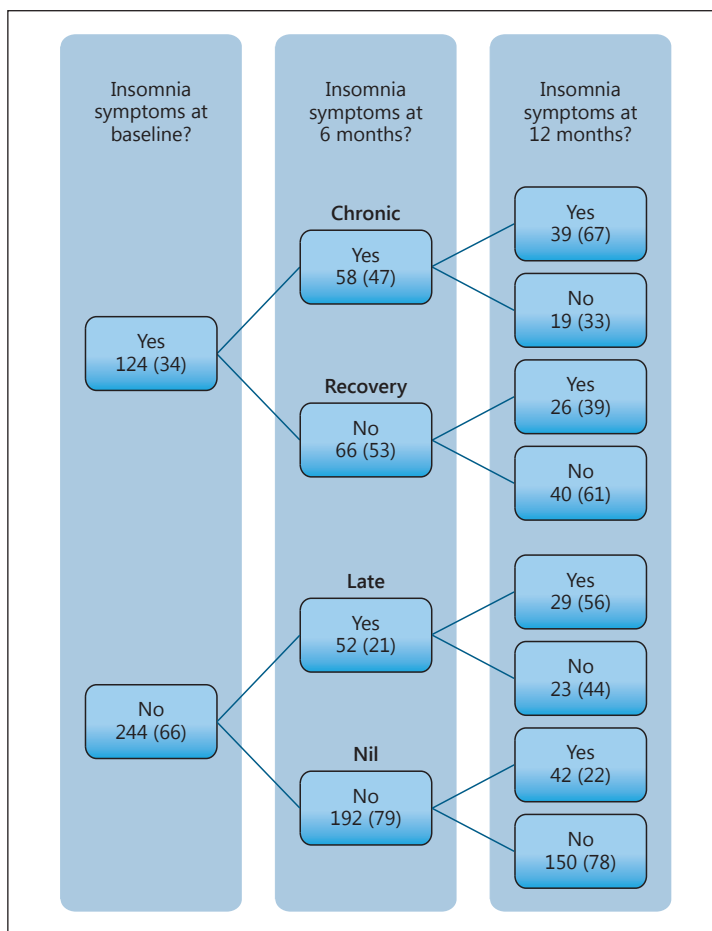 Insomnia
symptoms at
baseline?
Insomnia
symptoms at
6 months?
Insomnia
symptoms at
12 months?
Yes
124 (34)
No
244 (66)
Chronic
Yes
58 (47)
Recovery
No
66 (53)
Late
Yes
52 (21)
Nil
No
192 (79)
Yes
39 (67)
No
19 (33)
Yes
26 (39)
No
40 (61)
Yes
29 (56)
No
23 (44)
Yes
42 (22)
No
150 (78)